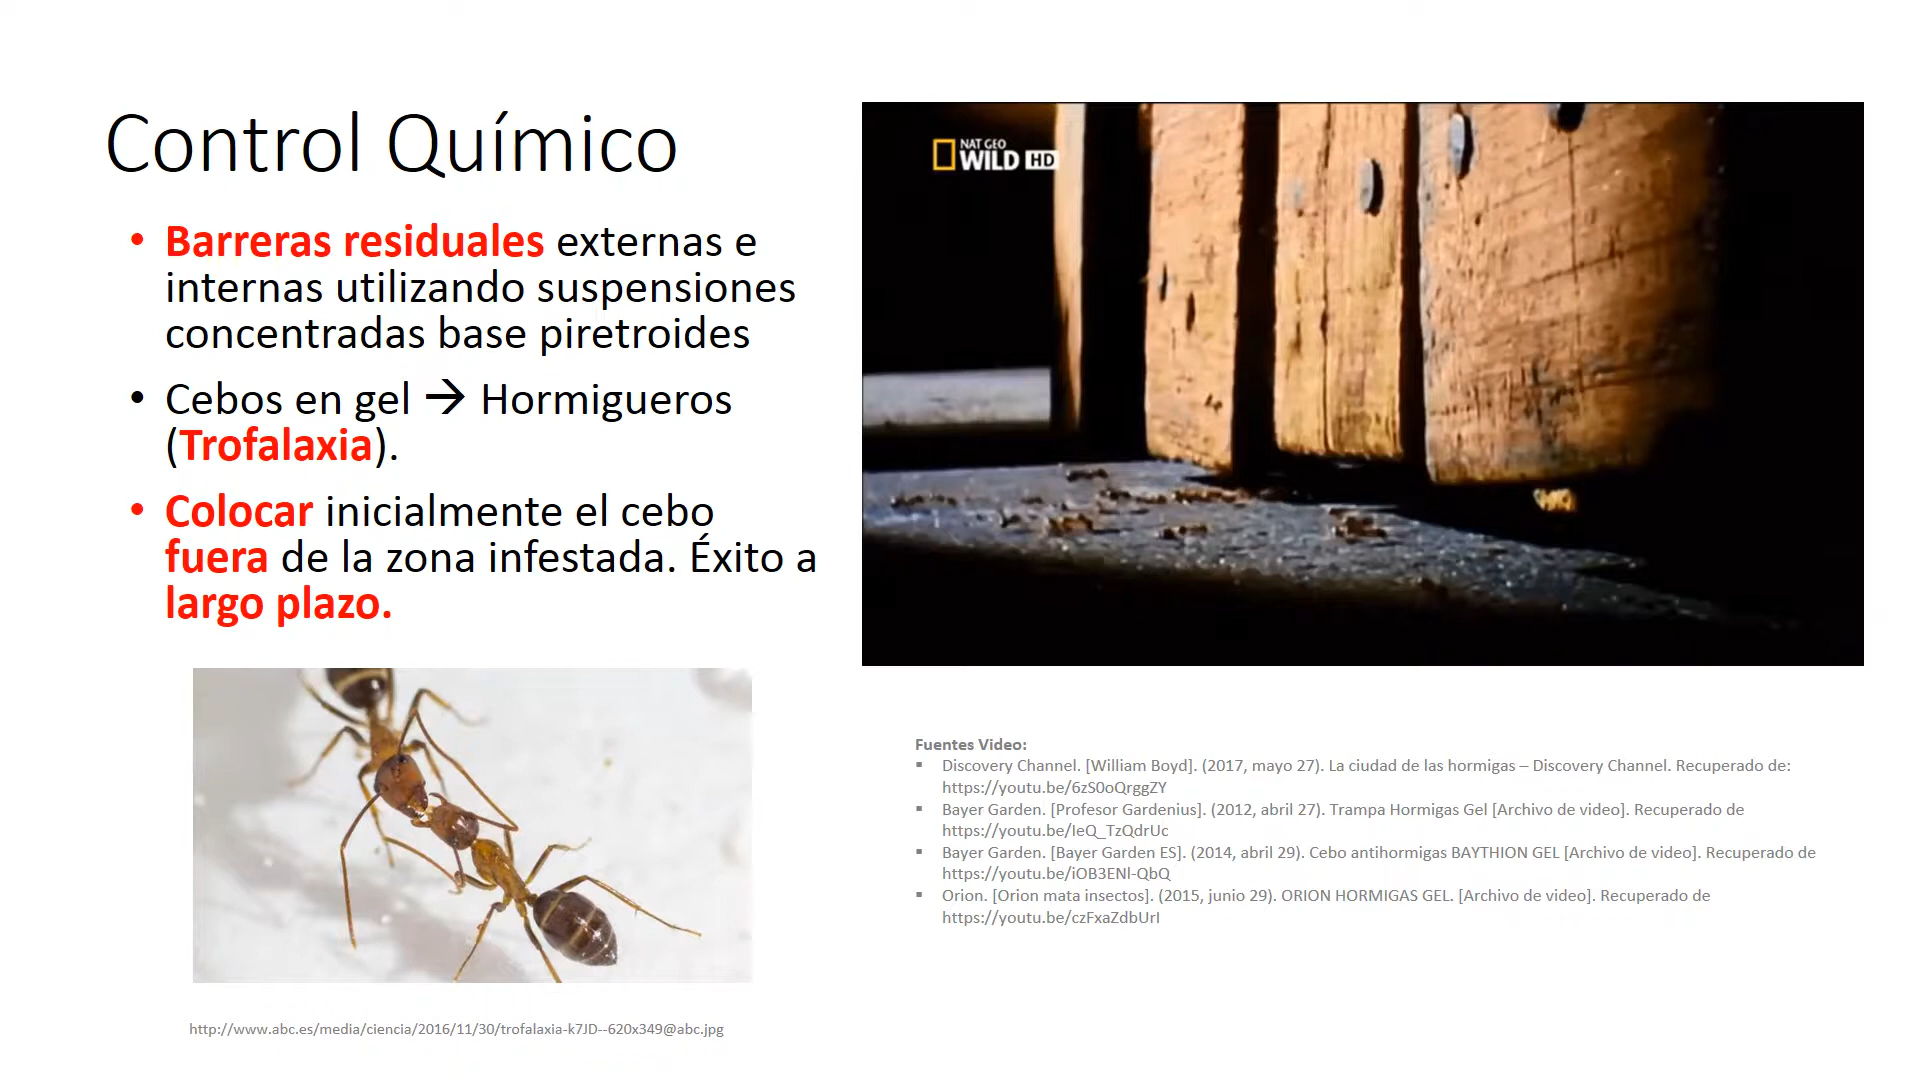 Control Químico
• Barreras residuales externas e
internas utilizando suspensiones
concentradas base piretroides
• Cebos en gel → Hormigueros
(Trofalaxia).
• Colocar inicialmente el cebo
fuera de la zona infestada. Éxito a
largo plazo.
http://www.abc.es/media/ciencia/2016/11/30/trofalaxia-k7JD--620x349@abc.jpg
NAT GEO
WILD HD
Fuentes Video:
▪ Discovery Channel. [William Boyd]. (2017, mayo 27). La ciudad de las hormigas – Discovery Channel. Recuperado de:
https://youtu.be/6zS0oQrggZY
▪ Bayer Garden. [Profesor Gardenius]. (2012, abril 27). Trampa Hormigas Gel [Archivo de video]. Recuperado de
https://youtu.be/IeQ_TzQdrUc
▪ Bayer Garden. [Bayer Garden ES]. (2014, abril 29). Cebo antihormigas BAYTHION GEL [Archivo de video]. Recuperado de
https://youtu.be/iOB3ENl-QbQ
▪ Orion. [Orion mata insectos]. (2015, junio 29). ORION HORMIGAS GEL. [Archivo de video]. Recuperado de
https://youtu.be/czFxaZdbUrI